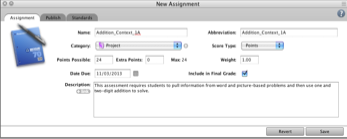 New Assignment
Assignment Publish Standards
Name: Addition_Context_1A Abbreviation: Addition_Context_1A
Category: Project Score Type: Points
Points Possible: 24 Extra Points: 0 Max 24 Weight: 1.00
Date Due: 11/03/2013 Include in Final Grade:
Description: This assessment requires students to pull information from word and picture-based problems and then use one and
two-digit addition to solve.
Revert Save